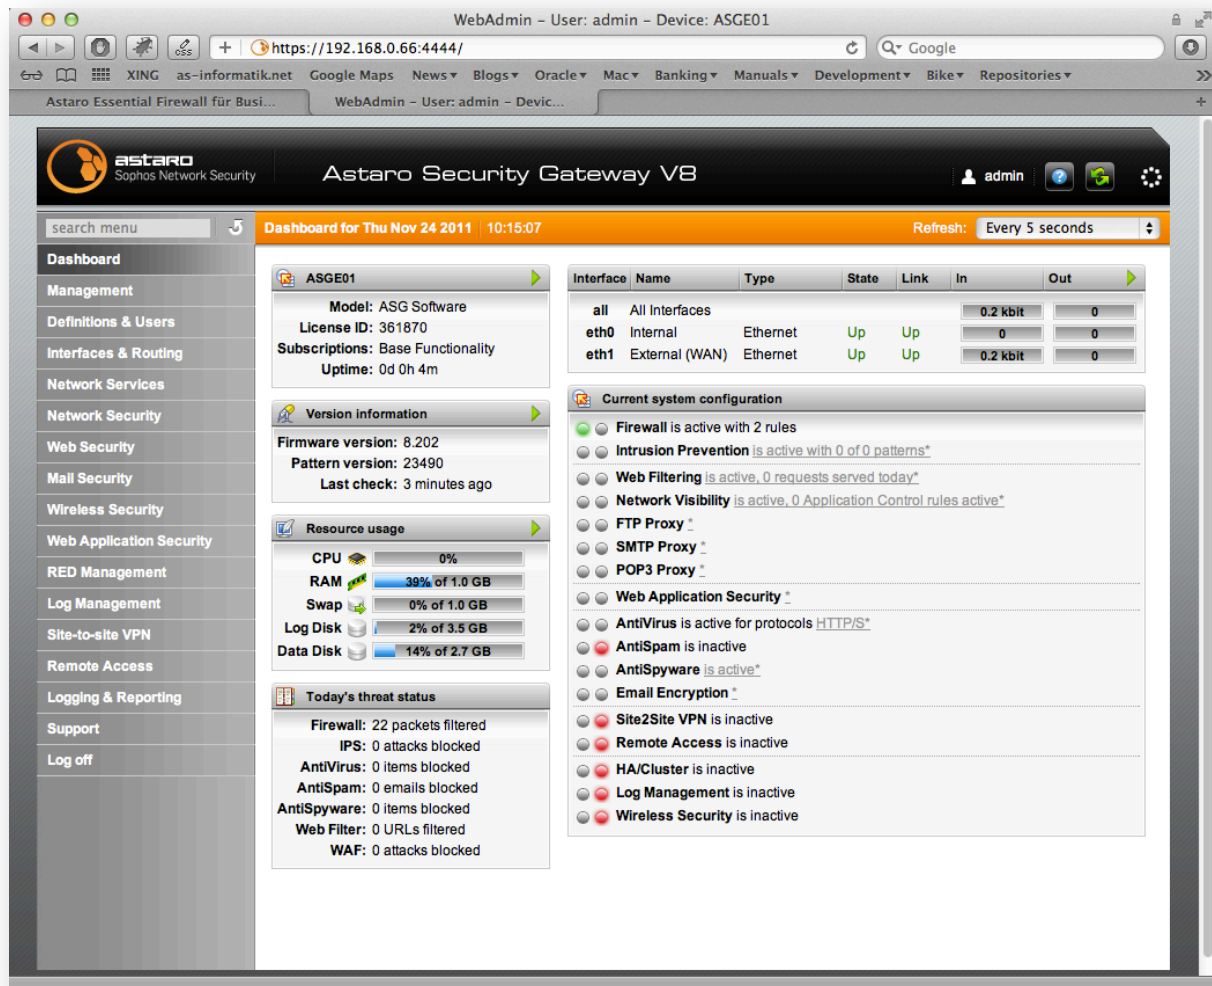 WebAdmin – User: admin – Device: ASGE01
css
+
https://192.168.0.66:4444/
Google
XING as-informatik.net Google Maps News▾ Blogs▾ Oracle▾ Mac▾ Banking▾ Manuals▾ Development▾ Bike▾ Repositories▾ »
Astaro Essential Firewall für Busi... WebAdmin – User: admin – Devic... +
astaro
Sophos Network Security
Astaro Security Gateway V8
admin
?
search menu
Dashboard for Thu Nov 24 2011 | 10:15:07
Refresh: Every 5 seconds
Dashboard
Management
Definitions & Users
Interfaces & Routing
Network Services
Network Security
Web Security
Mail Security
Wireless Security
Web Application Security
RED Management
Log Management
Site-to-site VPN
Remote Access
Logging & Reporting
Support
Log off
ASGE01
Model: ASG Software
License ID: 361870
Subscriptions: Base Functionality
Uptime: 0d 0h 4m
Version information
Firmware version: 8.202
Pattern version: 23490
Last check: 3 minutes ago
Resource usage
CPU 0%
RAM 39% of 1.0 GB
Swap 0% of 1.0 GB
Log Disk 2% of 3.5 GB
Data Disk 14% of 2.7 GB
Today's threat status
Firewall: 22 packets filtered
IPS: 0 attacks blocked
AntiVirus: 0 items blocked
AntiSpam: 0 emails blocked
AntiSpyware: 0 items blocked
Web Filter: 0 URLs filtered
WAF: 0 attacks blocked
Interface Name Type State Link In Out
all All Interfaces 0.2 kbit 0
eth0 Internal Ethernet Up Up 0 0
eth1 External (WAN) Ethernet Up Up 0.2 kbit 0
Current system configuration
Firewall is active with 2 rules
Intrusion Prevention is active with 0 of 0 patterns*
Web Filtering is active, 0 requests served today*
Network Visibility is active, 0 Application Control rules active*
FTP Proxy *
SMTP Proxy *
POP3 Proxy *
Web Application Security *
AntiVirus is active for protocols HTTP/S*
AntiSpam is inactive
AntiSpyware is active*
Email Encryption *
Site2Site VPN is inactive
Remote Access is inactive
HA/Cluster is inactive
Log Management is inactive
Wireless Security is inactive